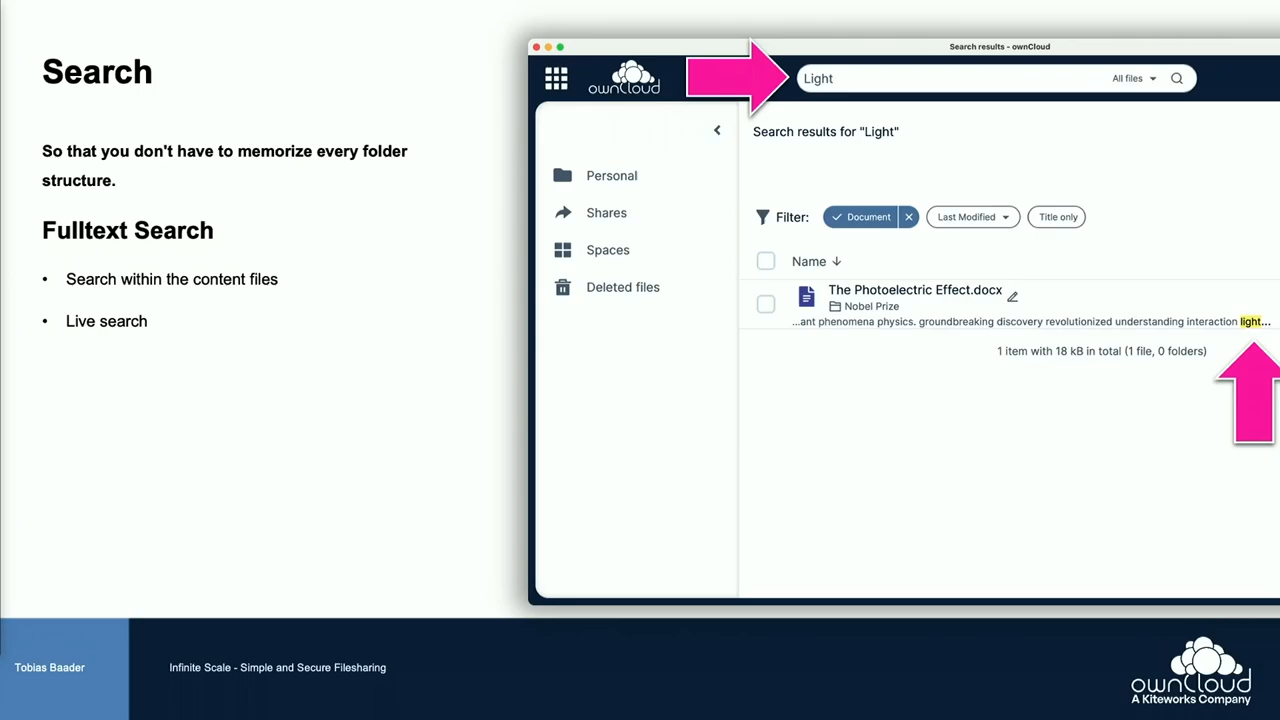 Search
So that you don't have to memorize every folder
structure.
Fulltext Search
• Search within the content files
• Live search
Search results - ownCloud
ownCloud
Light
All files
Search results for "Light"
Personal
Shares
Spaces
Deleted files
Filter:
Document
Last Modified
Title only
Name
The Photoelectric Effect.docx
Nobel Prize
...ant phenomena physics. groundbreaking discovery revolutionized understanding interaction light...
1 item with 18 kB in total (1 file, 0 folders)
Tobias Baader
Infinite Scale - Simple and Secure Filesharing
ownCloud
A Kiteworks Company